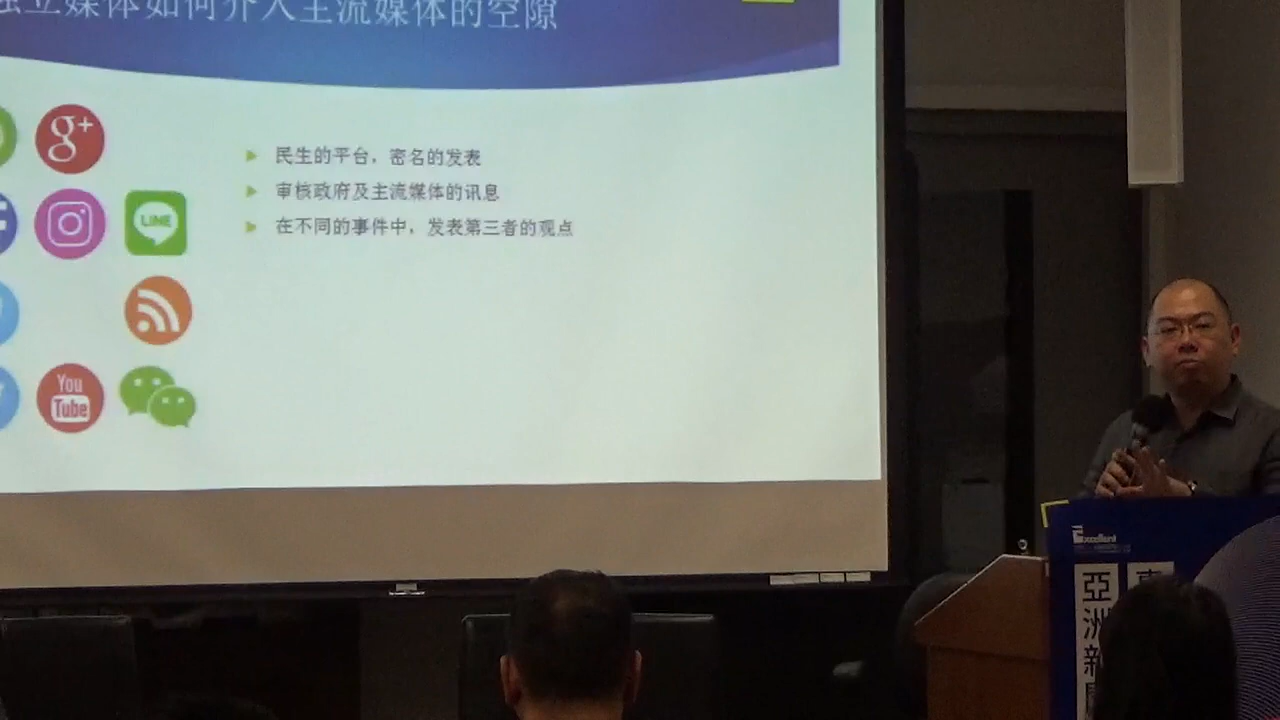 独立媒体如何介入主流媒体的空隙
g+
民生的平台，密名的发表
审核政府及主流媒体的讯息
LINE
在不同的事件中，发表第三者的观点
You
Tube
Excellent
亞洲新